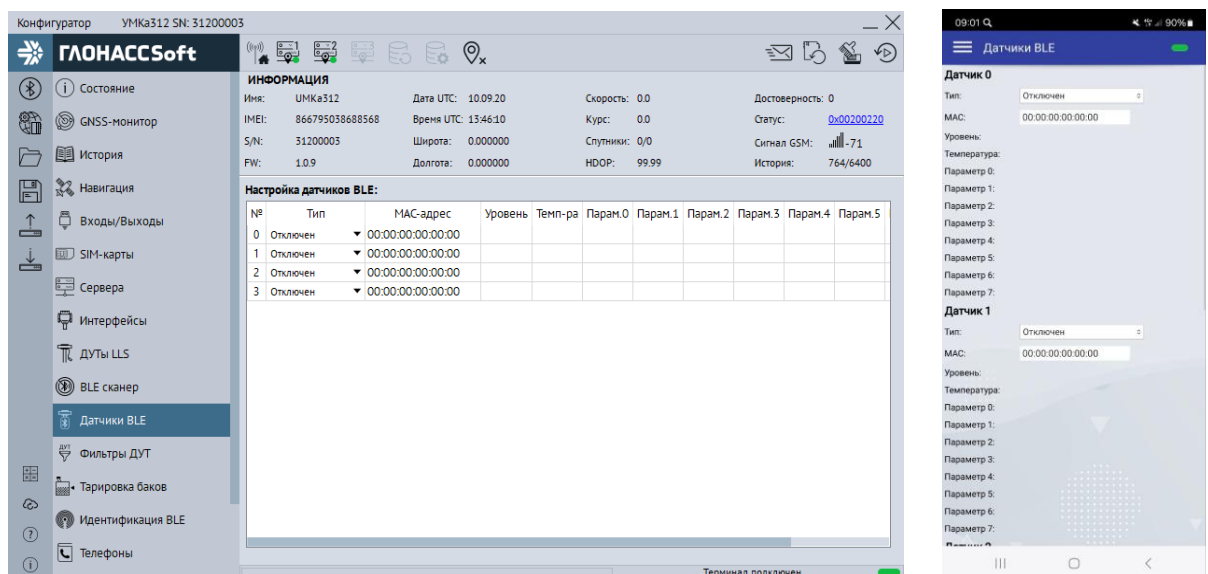 Конфигуратор УМКа312 SN: 31200003
ГЛОНАССSoft
Состояние
GNSS-монитор
История
Навигация
Входы/Выходы
SIM-карты
Сервера
Интерфейсы
ДУТы LLS
BLE сканер
Датчики BLE
Фильтры ДУТ
Тарировка баков
Идентификация BLE
Телефоны
ИНФОРМАЦИЯ
Имя: UMKa312 Дата UTC: 10.09.20 Скорость: 0.0 Достоверность: 0
IMEI: 866795038688568 Время UTC: 13:46:10 Курс: 0.0 Статус: 0x00200220
S/N: 31200003 Широта: 0.000000 Спутники: 0/0 Сигнал GSM: -71
FW: 1.0.9 Долгота: 0.000000 HDOP: 99.99 История: 764/6400
Настройка датчиков BLE:
№ Тип MAC-адрес Уровень Темп-ра Парам.0 Парам.1 Парам.2 Парам.3 Парам.4 Парам.5
0 Отключен 00:00:00:00:00:00
1 Отключен 00:00:00:00:00:00
2 Отключен 00:00:00:00:00:00
3 Отключен 00:00:00:00:00:00
Терминал подключен
09:01 90%
Датчики BLE
Датчик 0
Тип: Отключен
MAC: 00:00:00:00:00:00
Уровень:
Температура:
Параметр 0:
Параметр 1:
Параметр 2:
Параметр 3:
Параметр 4:
Параметр 5:
Параметр 6:
Параметр 7:
Датчик 1
Тип: Отключен
MAC: 00:00:00:00:00:00
Уровень:
Температура:
Параметр 0:
Параметр 1:
Параметр 2:
Параметр 3:
Параметр 4:
Параметр 5:
Параметр 6:
Параметр 7: